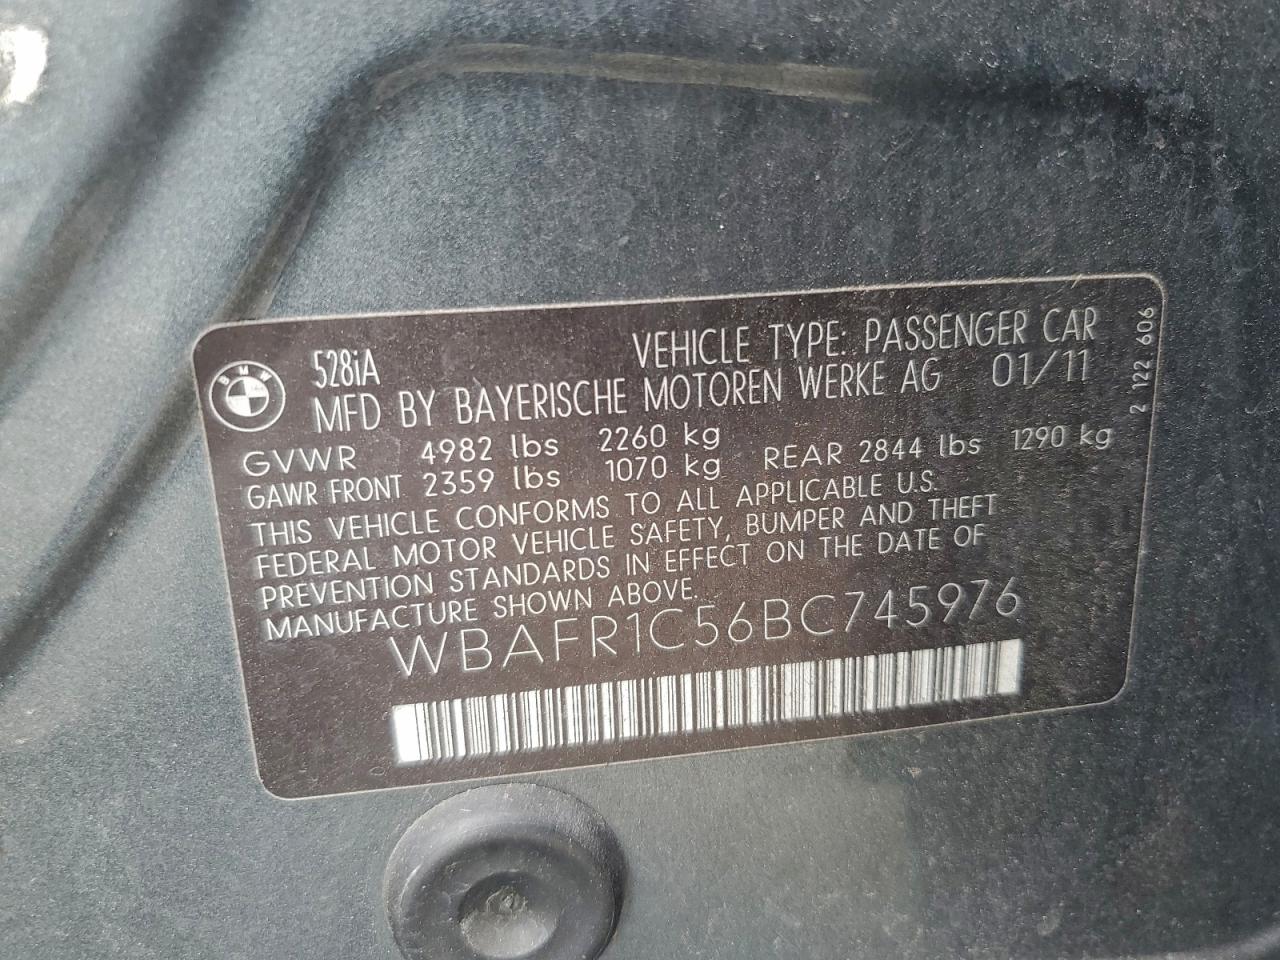 528iA VEHICLE TYPE: PASSENGER CAR
MFD BY BAYERISCHE MOTOREN WERKE AG 01/11
GVWR 4982 lbs 2260 kg
GAWR FRONT 2359 lbs 1070 kg REAR 2844 lbs 1290 kg
THIS VEHICLE CONFORMS TO ALL APPLICABLE U.S.
FEDERAL MOTOR VEHICLE SAFETY, BUMPER AND THEFT
PREVENTION STANDARDS IN EFFECT ON THE DATE OF
MANUFACTURE SHOWN ABOVE.
WBAFR1C56BC745976
2 122 606
BMW